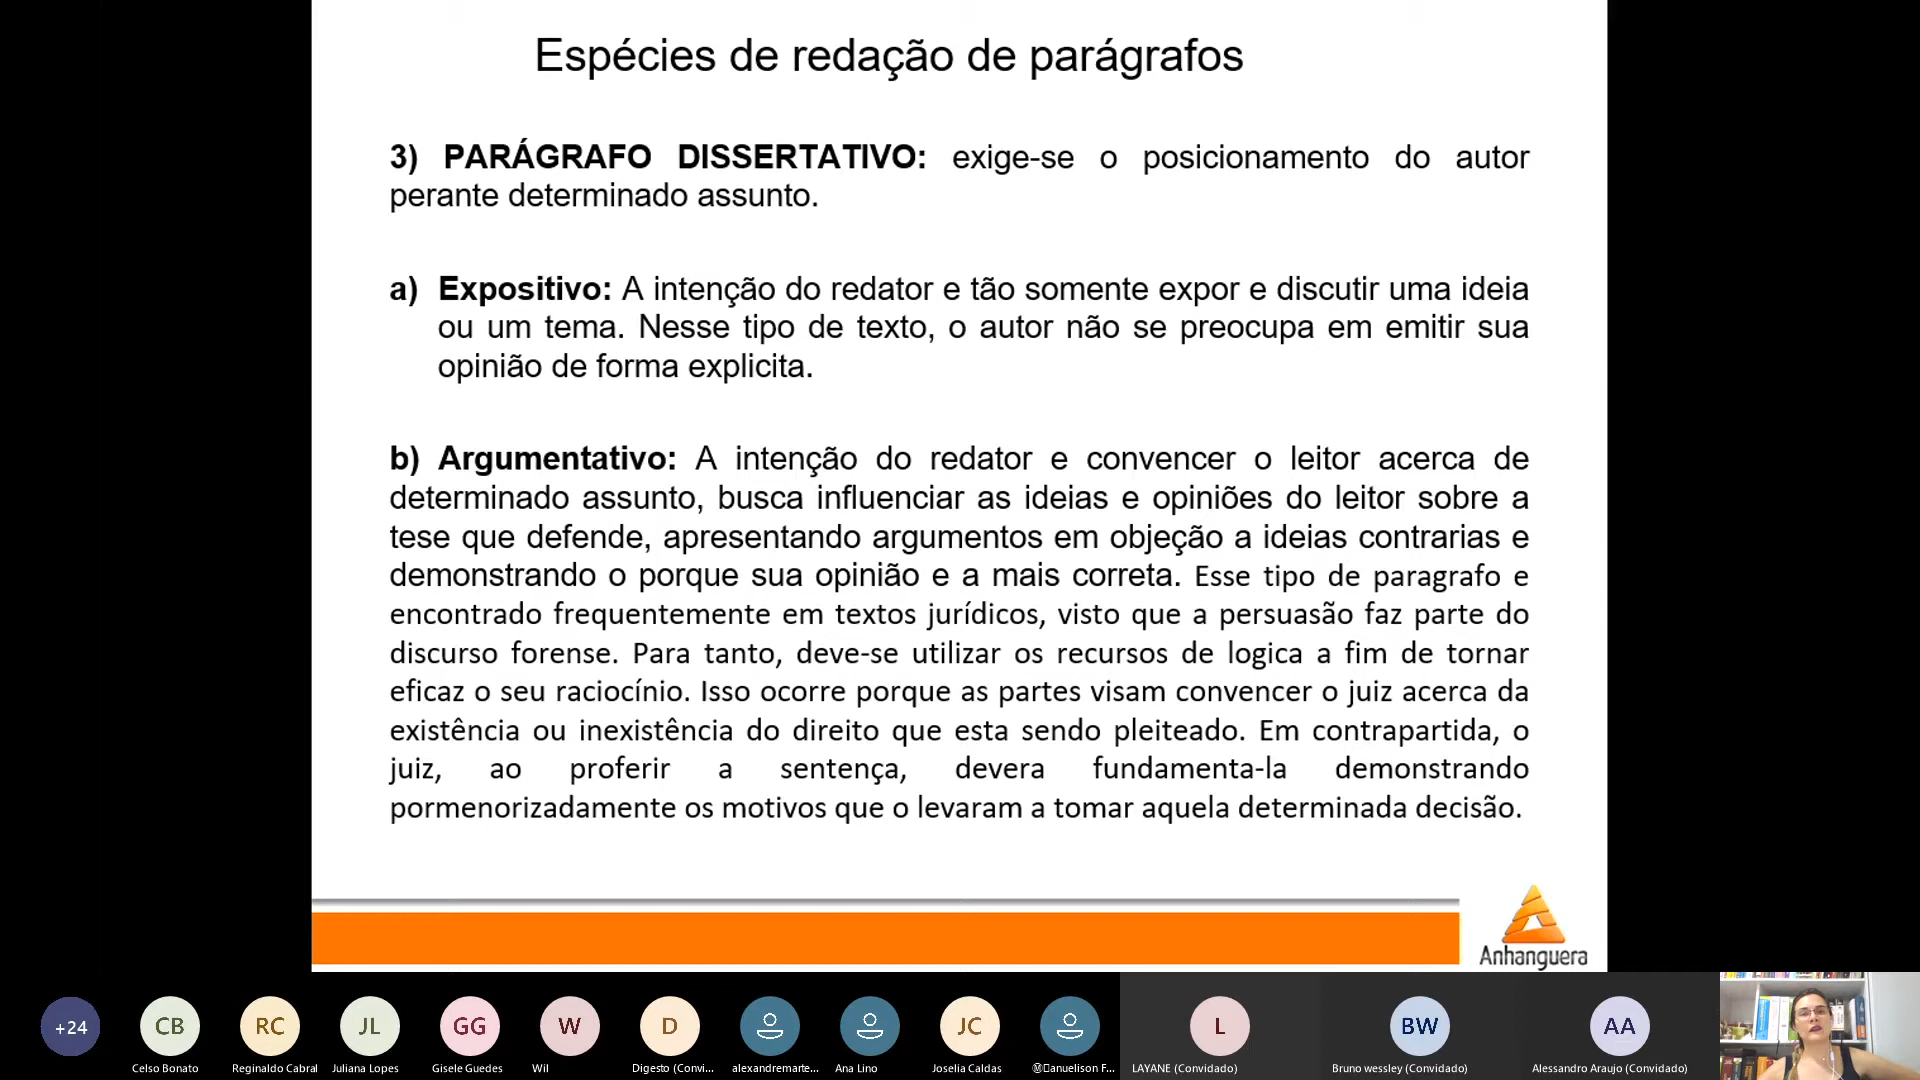 Espécies de redação de parágrafos
3) PARÁGRAFO DISSERTATIVO: exige-se o posicionamento do autor
perante determinado assunto.
a) Expositivo: A intenção do redator e tão somente expor e discutir uma ideia
ou um tema. Nesse tipo de texto, o autor não se preocupa em emitir sua
opinião de forma explicita.
b) Argumentativo: A intenção do redator e convencer o leitor acerca de
determinado assunto, busca influenciar as ideias e opiniões do leitor sobre a
tese que defende, apresentando argumentos em objeção a ideias contrarias e
demonstrando o porque sua opinião e a mais correta. Esse tipo de paragrafo e
encontrado frequentemente em textos jurídicos, visto que a persuasão faz parte do
discurso forense. Para tanto, deve-se utilizar os recursos de logica a fim de tornar
eficaz o seu raciocínio. Isso ocorre porque as partes visam convencer o juiz acerca da
existência ou inexistência do direito que esta sendo pleiteado. Em contrapartida, o
juiz, ao proferir a sentença, devera fundamenta-la demonstrando
pormenorizadamente os motivos que o levaram a tomar aquela determinada decisão.
Anhanguera
+24 CB RC JL GG W D JC L BW AA
Celso Bonato Reginaldo Cabral Juliana Lopes Gisele Guedes Wil Digesto (Convi... alexandremarte... Ana Lino Joselia Caldas anuelison F... LAYANE (Convidado) Bruno wessley (Convidado) Alessandro Araujo (Convidado)